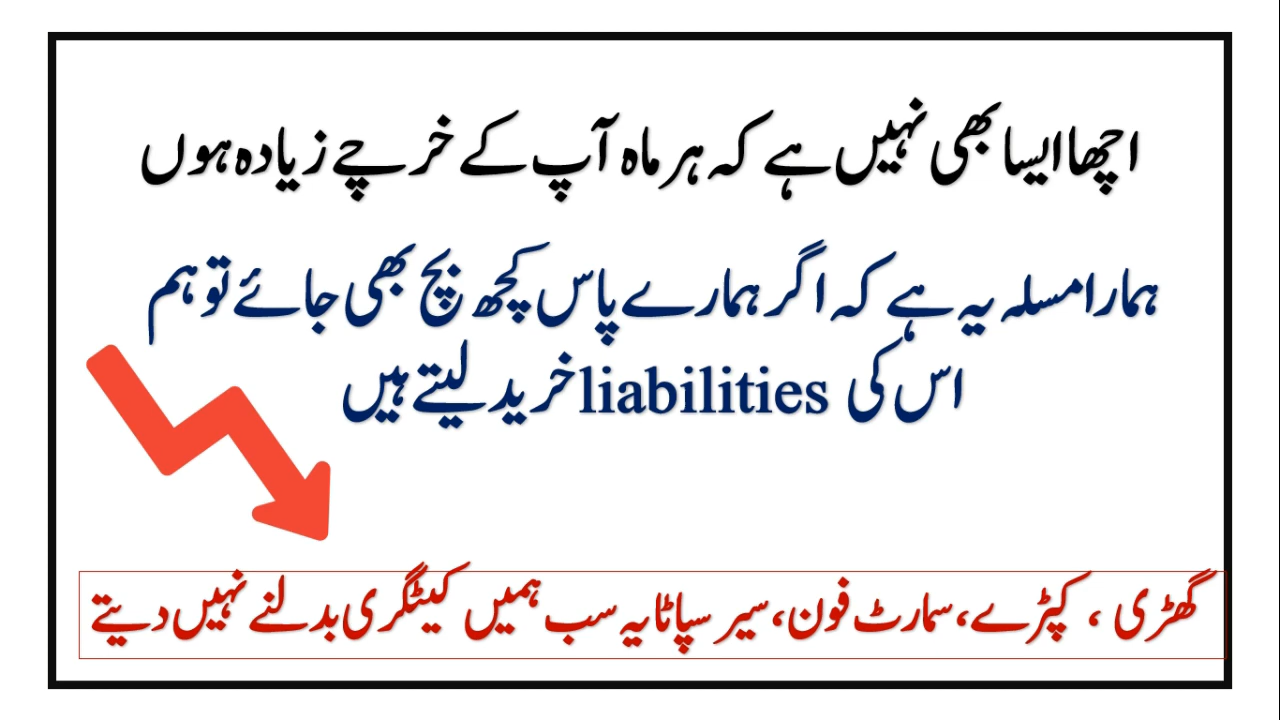 اچھا ایسا بھی نہیں ہے کہ ہر ماہ آپ کے خرچے زیادہ ہوں
ہمارا مسلہ یہ ہے کہ اگر ہمارے پاس کچھ بچ بھی جائے تو ہم
اس کی liabilities خرید لیتے ہیں
گھڑی ، کپڑے، سمارٹ فون، سیر سپاٹا یہ سب ہمیں کیٹگری بدلنے نہیں دیتے